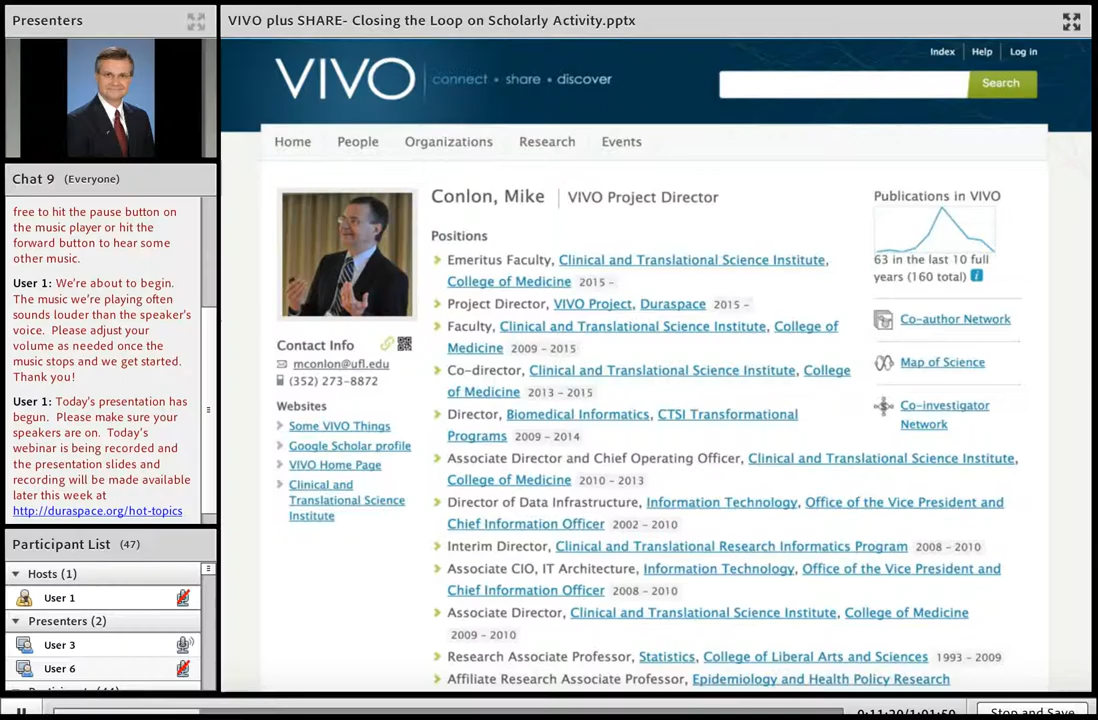 Presenters
VIVO plus SHARE- Closing the Loop on Scholarly Activity.pptx
Chat 9 (Everyone)
free to hit the pause button on
the music player or hit the
forward button to hear some
other music.
User 1: We're about to begin.
The music we're playing often
sounds louder than the speaker's
voice. Please adjust your
volume as needed once the
music stops and we get started.
Thank you!
User 1: Today's presentation has
begun. Please make sure your
speakers are on. Today's
webinar is being recorded and
the presentation slides and
recording will be made available
later this week at
http://duraspace.org/hot-topics
Participant List (47)
Hosts (1)
User 1
Presenters (2)
User 3
User 6
Index Help Log in
VIVO connect • share • discover
Search
Home People Organizations Research Events
Conlon, Mike VIVO Project Director
Contact Info
mconlon@ufl.edu
(352) 273-8872
Websites
Some VIVO Things
Google Scholar profile
VIVO Home Page
Clinical and
Translational Science
Institute
Positions
Emeritus Faculty, Clinical and Translational Science Institute,
College of Medicine 2015 -
Project Director, VIVO Project, Duraspace 2015 -
Faculty, Clinical and Translational Science Institute, College of
Medicine 2009 - 2015
Co-director, Clinical and Translational Science Institute, College
of Medicine 2013 - 2015
Director, Biomedical Informatics, CTSI Transformational
Programs 2009 - 2014
Associate Director and Chief Operating Officer, Clinical and Translational Science Institute,
College of Medicine 2010 - 2013
Director of Data Infrastructure, Information Technology, Office of the Vice President and
Chief Information Officer 2002 - 2010
Interim Director, Clinical and Translational Research Informatics Program 2008 - 2010
Associate CIO, IT Architecture, Information Technology, Office of the Vice President and
Chief Information Officer 2008 - 2010
Associate Director, Clinical and Translational Science Institute, College of Medicine
2009 - 2010
Research Associate Professor, Statistics, College of Liberal Arts and Sciences 1993 - 2009
Affiliate Research Associate Professor, Epidemiology and Health Policy Research
Publications in VIVO
63 in the last 10 full
years (160 total)
Co-author Network
Map of Science
Co-investigator
Network
Stop and Save